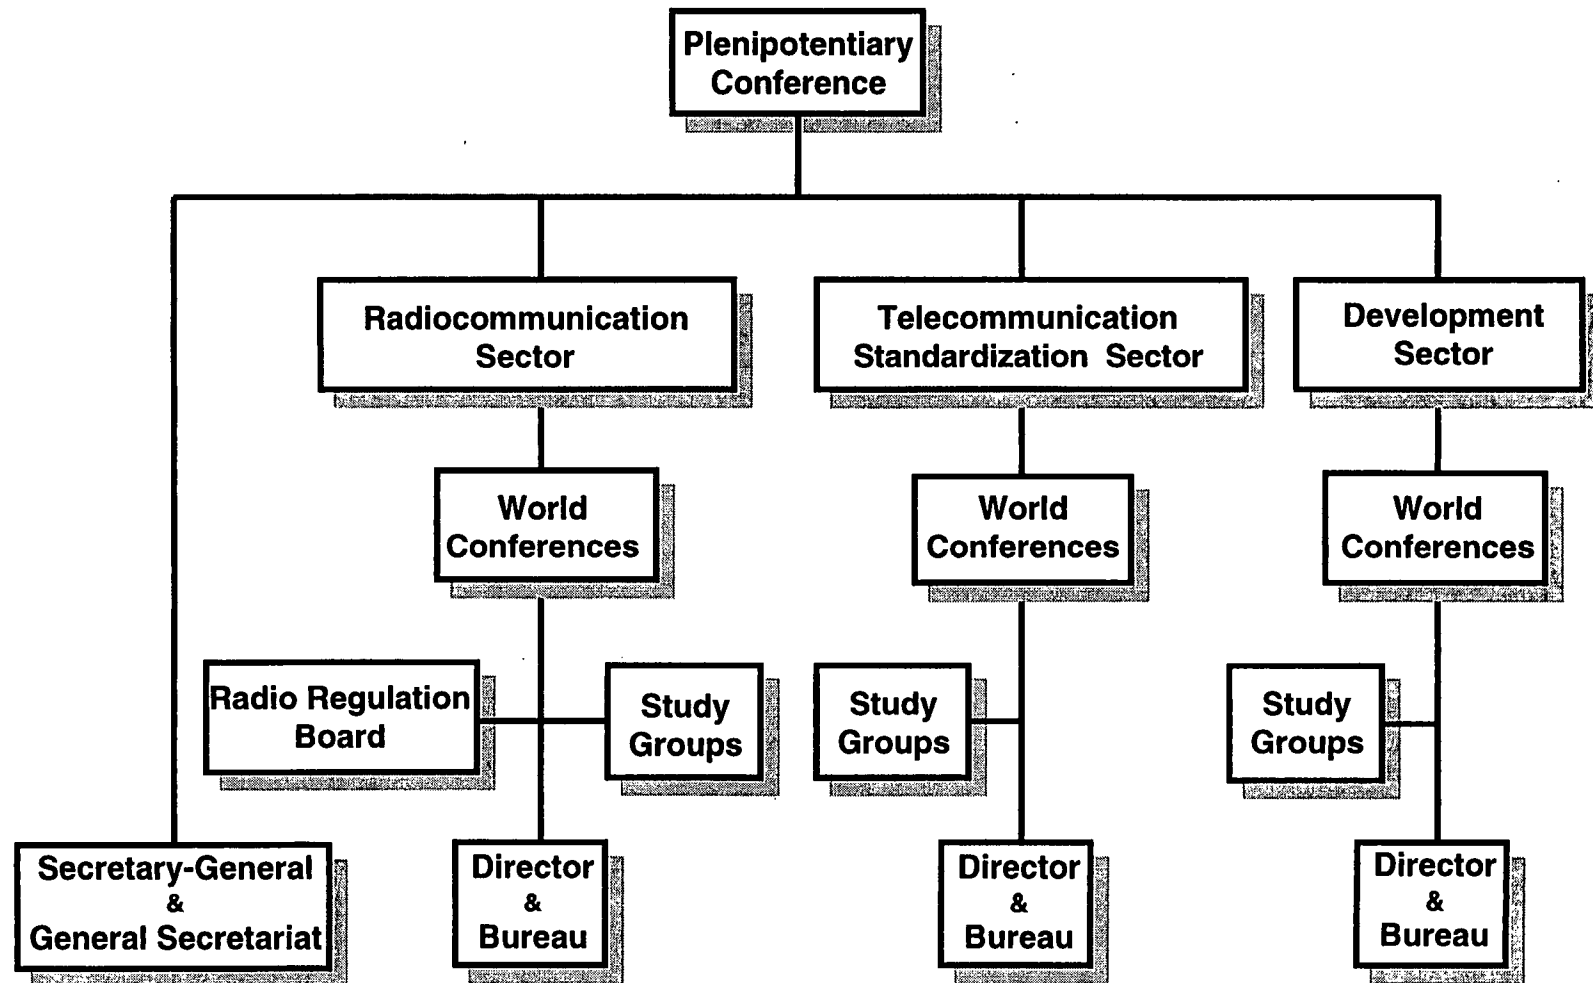 Plenipotentiary
Conference
Radiocommunication
Sector
Telecommunication
Standardization Sector
Development
Sector
World
Conferences
World
Conferences
World
Conferences
Radio Regulation
Board
Study
Groups
Study
Groups
Study
Groups
Secretary-General
&
General Secretariat
Director
&
Bureau
Director
&
Bureau
Director
&
Bureau